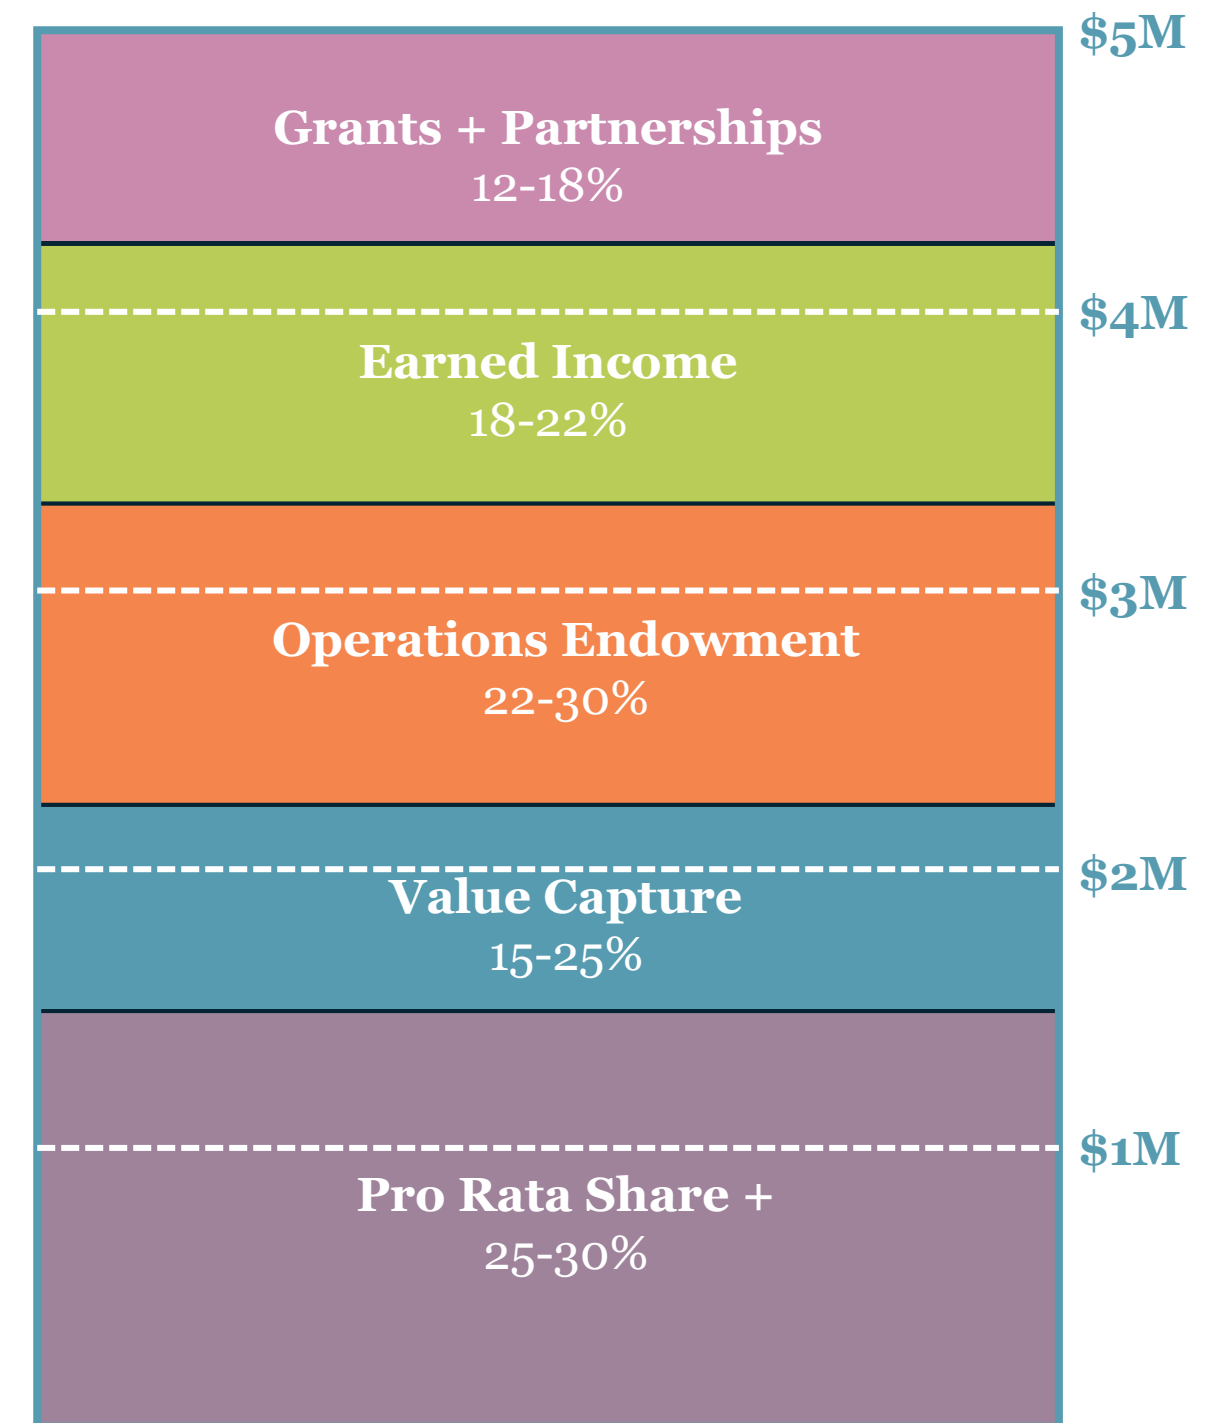 $5M
Grants + Partnerships
12-18%
$4M
Earned Income
18-22%
$3M
Operations Endowment
22-30%
$2M
Value Capture
15-25%
$1M
Pro Rata Share +
25-30%